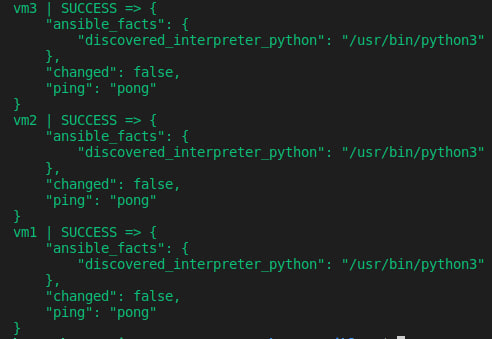 vm3 | SUCCESS => {
    "ansible_facts": {
        "discovered_interpreter_python": "/usr/bin/python3"
    },
    "changed": false,
    "ping": "pong"
}
vm2 | SUCCESS => {
    "ansible_facts": {
        "discovered_interpreter_python": "/usr/bin/python3"
    },
    "changed": false,
    "ping": "pong"
}
vm1 | SUCCESS => {
    "ansible_facts": {
        "discovered_interpreter_python": "/usr/bin/python3"
    },
    "changed": false,
    "ping": "pong"
}